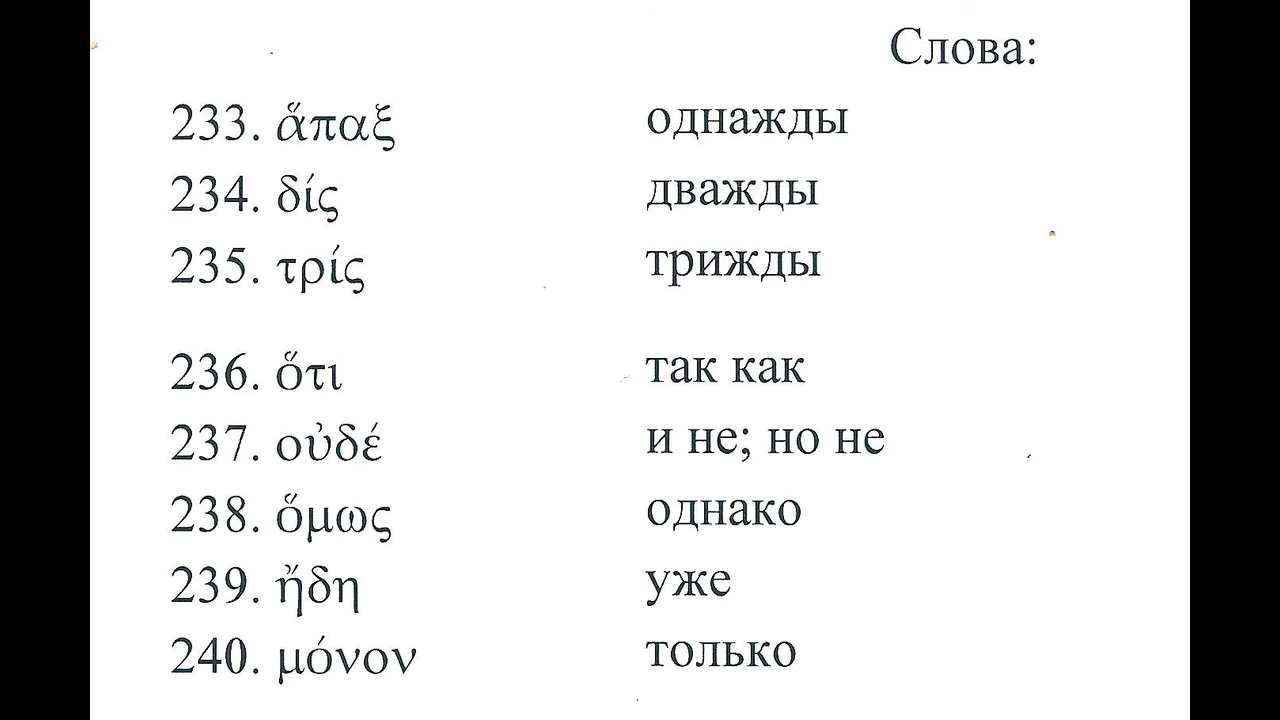 Слова:
233. ἅπαξ однажды
234. δίς дважды
235. τρίς трижды
236. ὅτι так как
237. οὐδέ и не; но не
238. ὅμως однако
239. ἤδη уже
240. μόνον только